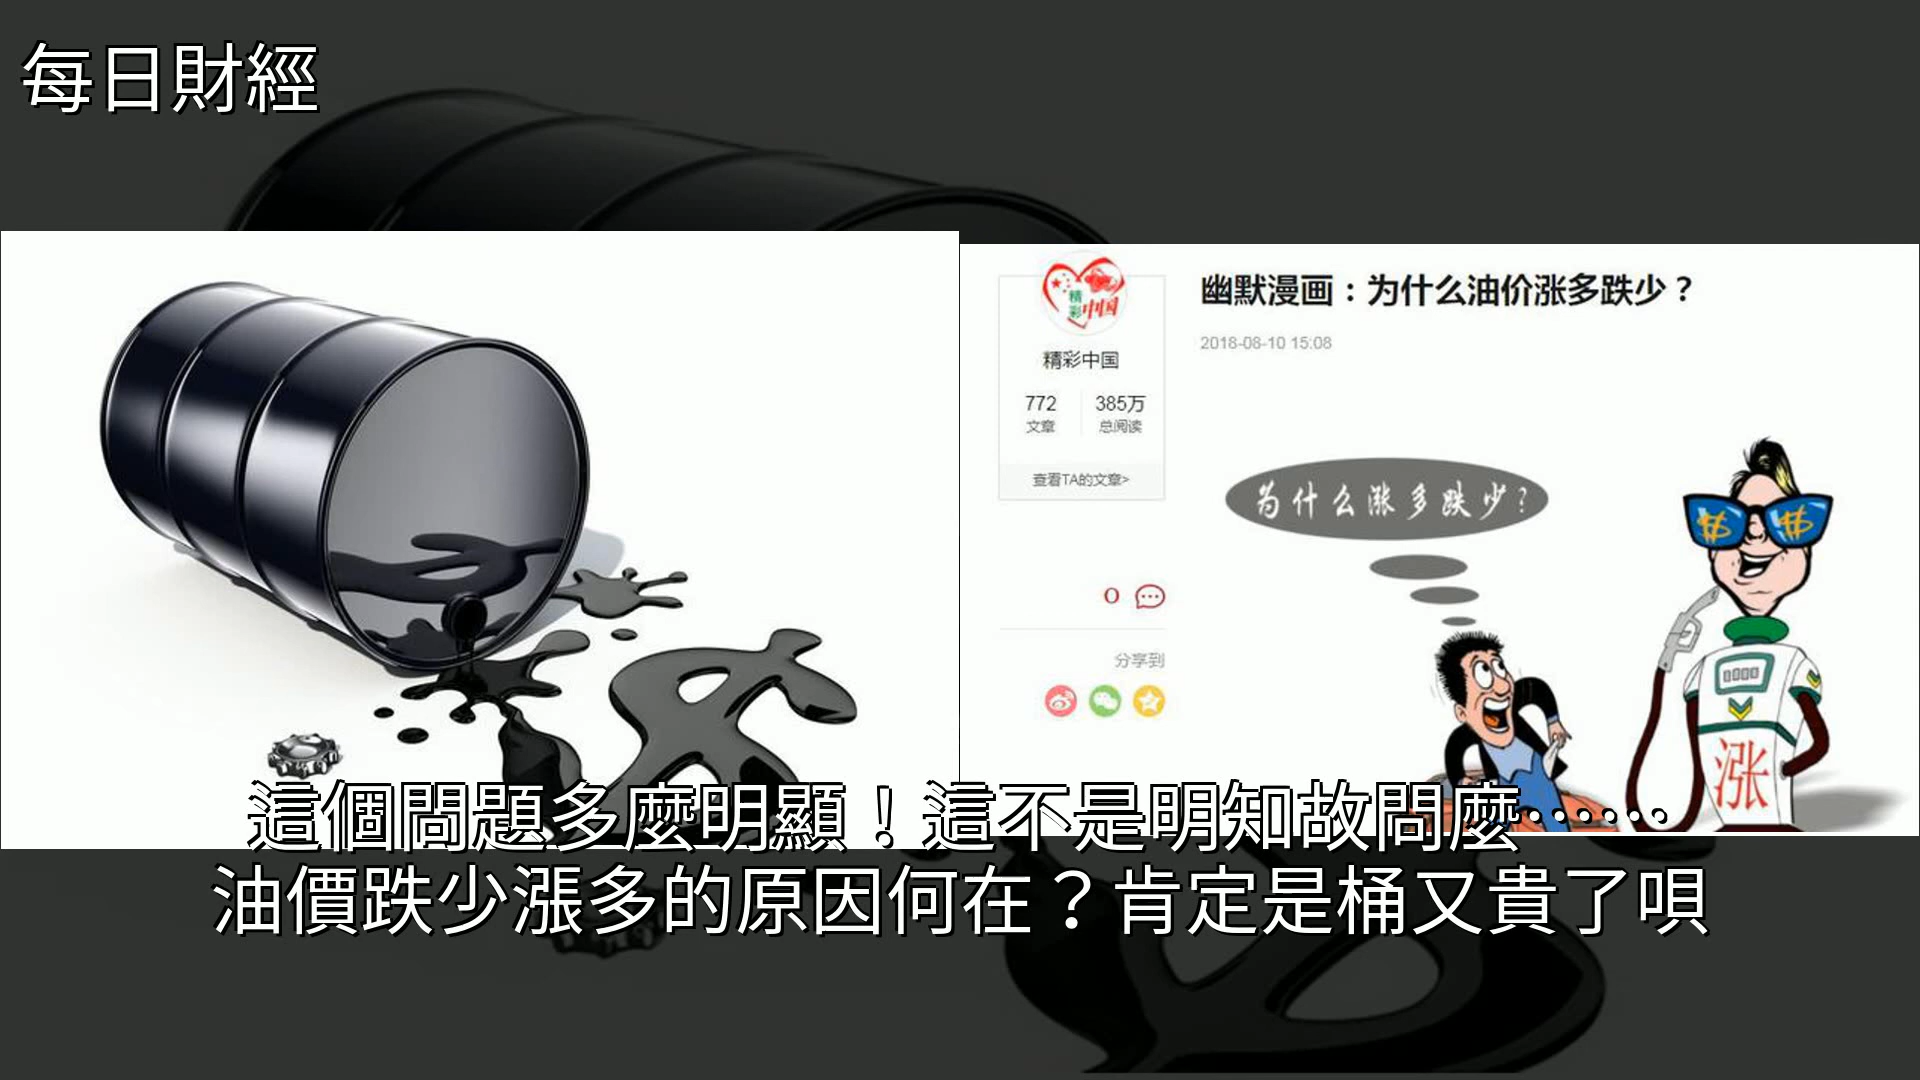 每日財經
精彩
中国
精彩中国
772
385万
文章
总阅读
查看TA的文章>
0
分享到
幽默漫画：为什么油价涨多跌少？
2018-08-10 15:08
为什么涨多跌少？
涨
這個問題多麼明顯！這不是明知故問麼……
油價跌少漲多的原因何在？肯定是桶又貴了唄